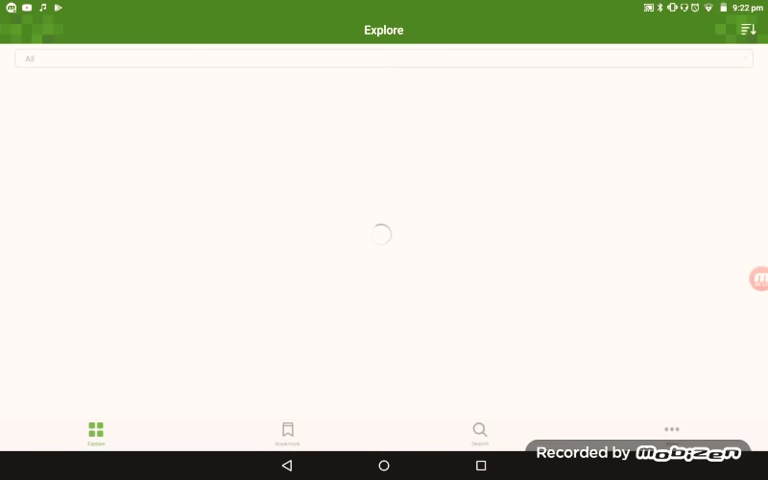 9:22 pm
Explore
All
Explore
Bookmark
Search
Recorded by mobizen